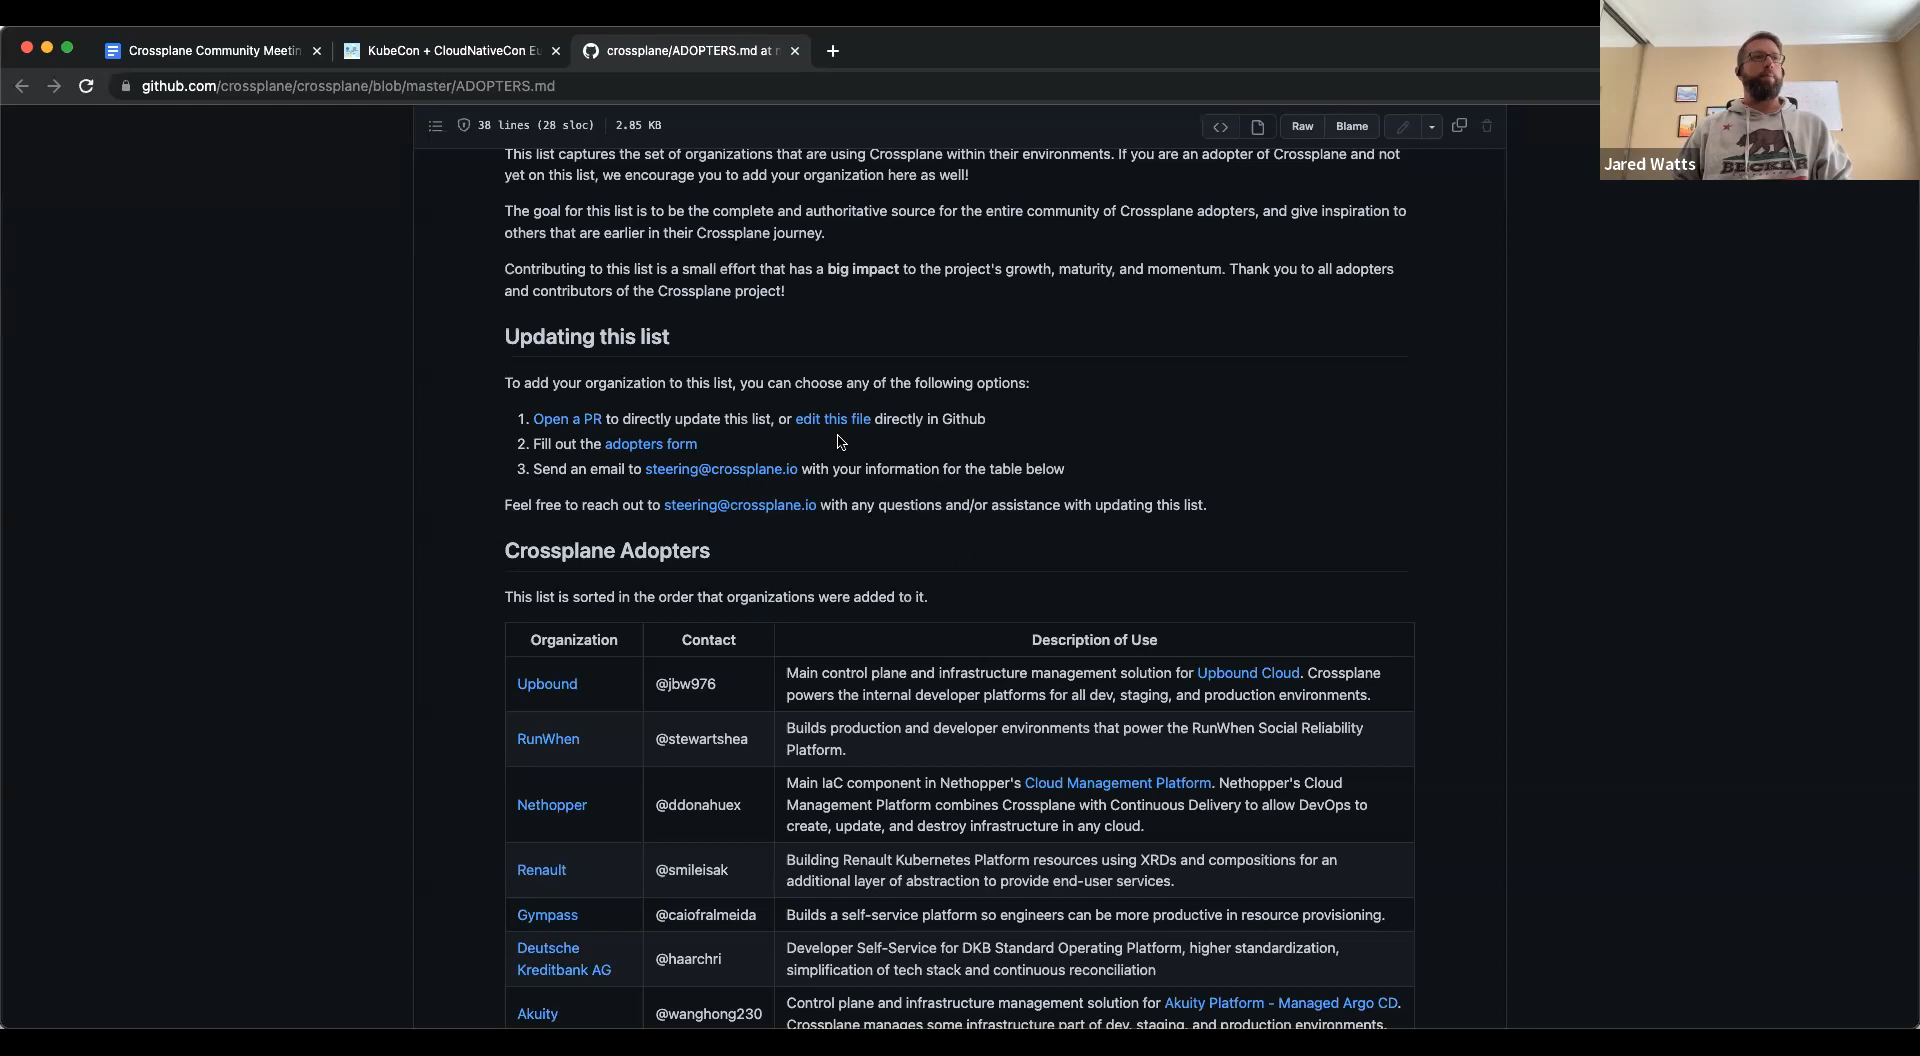 Crossplane Community Meetin
KubeCon + CloudNativeCon Eu
crossplane/ADOPTERS.md at
github.com/crossplane/crossplane/blob/master/ADOPTERS.md
38 lines (28 sloc) 2.85 KB
Raw Blame
Jared Watts
BECKER
This list captures the set of organizations that are using Crossplane within their environments. If you are an adopter of Crossplane and not
yet on this list, we encourage you to add your organization here as well!
The goal for this list is to be the complete and authoritative source for the entire community of Crossplane adopters, and give inspiration to
others that are earlier in their Crossplane journey.
Contributing to this list is a small effort that has a big impact to the project's growth, maturity, and momentum. Thank you to all adopters
and contributors of the Crossplane project!
Updating this list
To add your organization to this list, you can choose any of the following options:
1. Open a PR to directly update this list, or edit this file directly in Github
2. Fill out the adopters form
3. Send an email to steering@crossplane.io with your information for the table below
Feel free to reach out to steering@crossplane.io with any questions and/or assistance with updating this list.
Crossplane Adopters
This list is sorted in the order that organizations were added to it.
Organization Contact Description of Use
Upbound @jbw976 Main control plane and infrastructure management solution for Upbound Cloud. Crossplane
powers the internal developer platforms for all dev, staging, and production environments.
RunWhen @stewartshea Builds production and developer environments that power the RunWhen Social Reliability
Platform.
Nethopper @ddonahuex Main IaC component in Nethopper's Cloud Management Platform. Nethopper's Cloud
Management Platform combines Crossplane with Continuous Delivery to allow DevOps to
create, update, and destroy infrastructure in any cloud.
Renault @smileisak Building Renault Kubernetes Platform resources using XRDs and compositions for an
additional layer of abstraction to provide end-user services.
Gympass @caiofralmeida Builds a self-service platform so engineers can be more productive in resource provisioning.
Deutsche
Kreditbank AG @haarchri Developer Self-Service for DKB Standard Operating Platform, higher standardization,
simplification of tech stack and continuous reconciliation
Akuity @wanghong230 Control plane and infrastructure management solution for Akuity Platform - Managed Argo CD.
Crossplane manages some infrastructure part of dev, staging, and production environments.